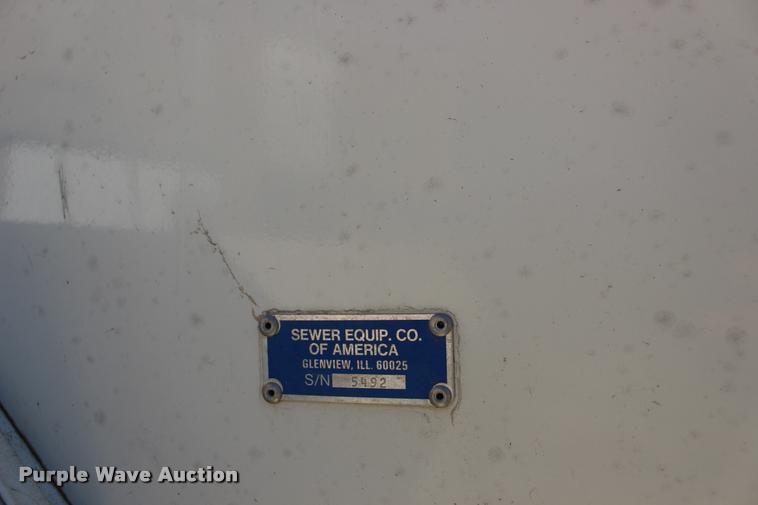 SEWER EQUIP. CO.
OF AMERICA
GLENVIEW, ILL. 60025
S/N 5492
Purple Wave Auction